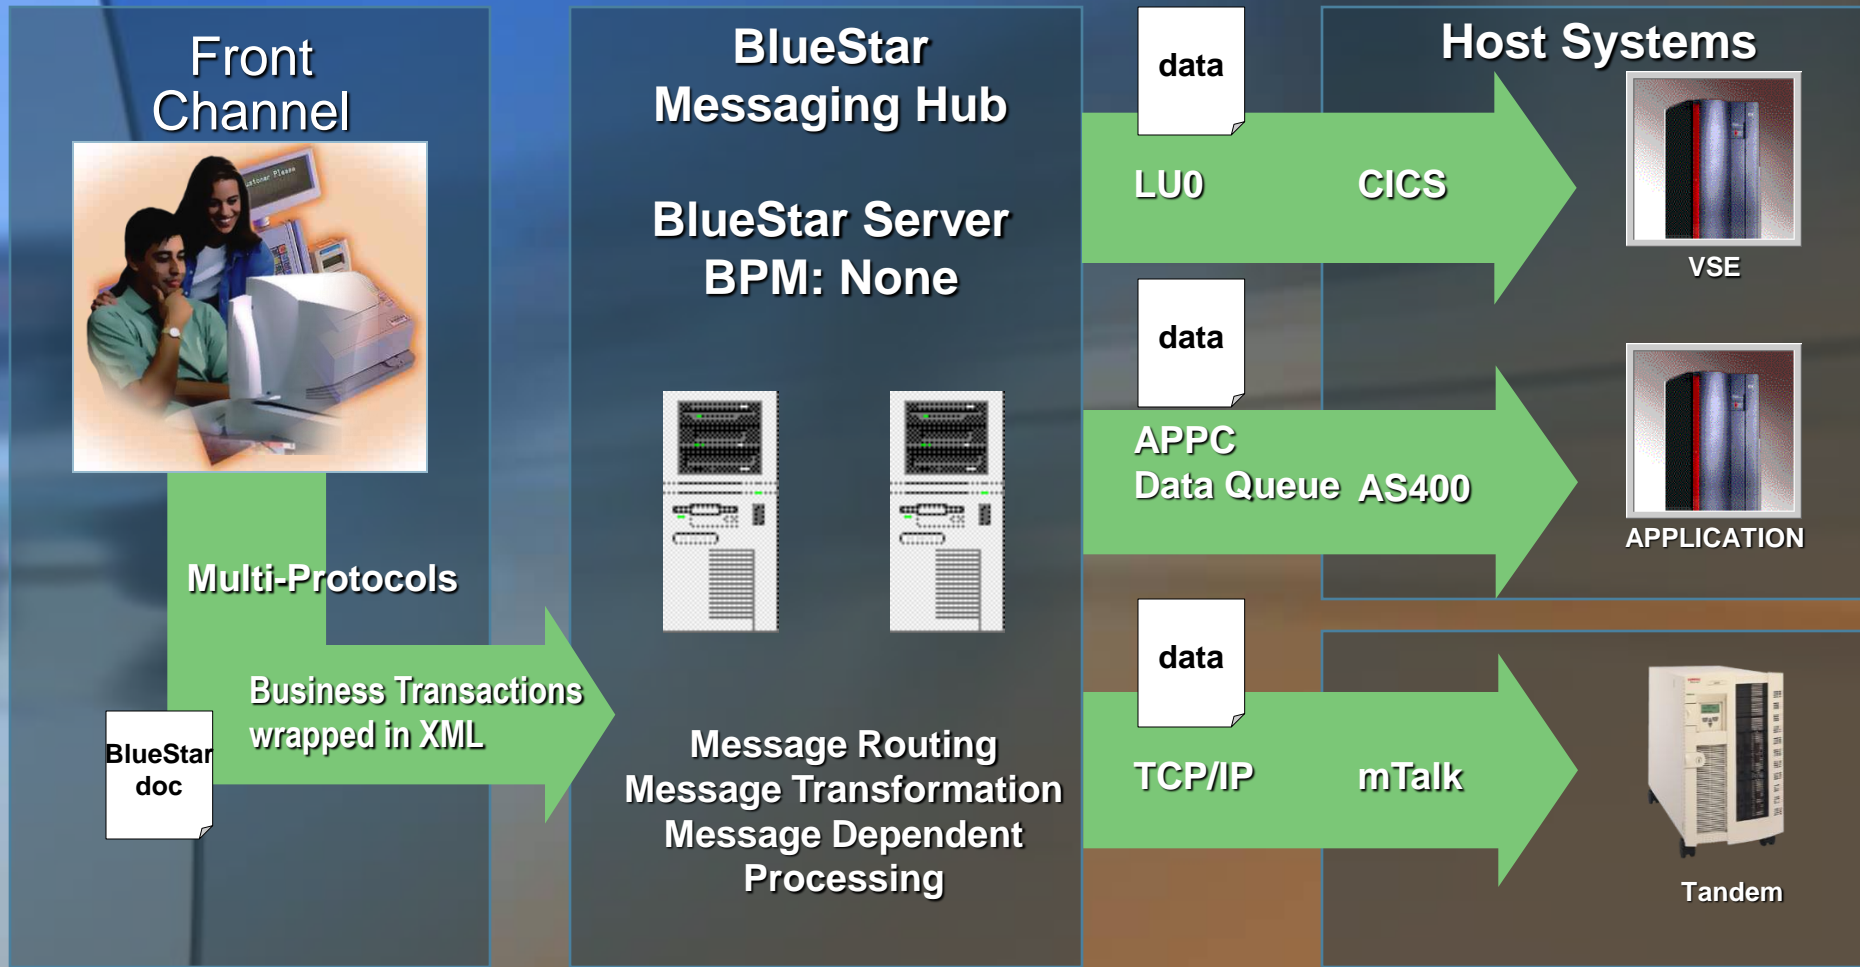 Front
Channel
Customer Please
Multi-Protocols
Business Transactions
wrapped in XML
BlueStar
doc
BlueStar
Messaging Hub
BlueStar Server
BPM: None
Message Routing
Message Transformation
Message Dependent
Processing
data
LU0 CICS
data
APPC
Data Queue AS400
data
TCP/IP mTalk
Host Systems
VSE
APPLICATION
Tandem